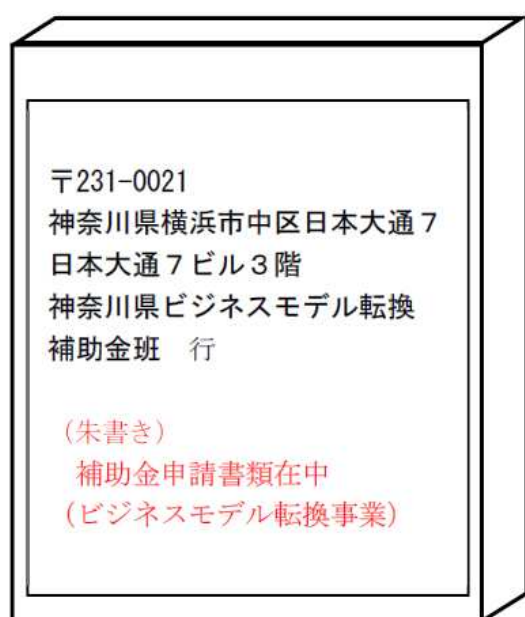 〒231-0021
神奈川県横浜市中区日本大通７
日本大通７ビル３階
神奈川県ビジネスモデル転換
補助金班　行
（朱書き）
補助金申請書類在中
（ビジネスモデル転換事業）